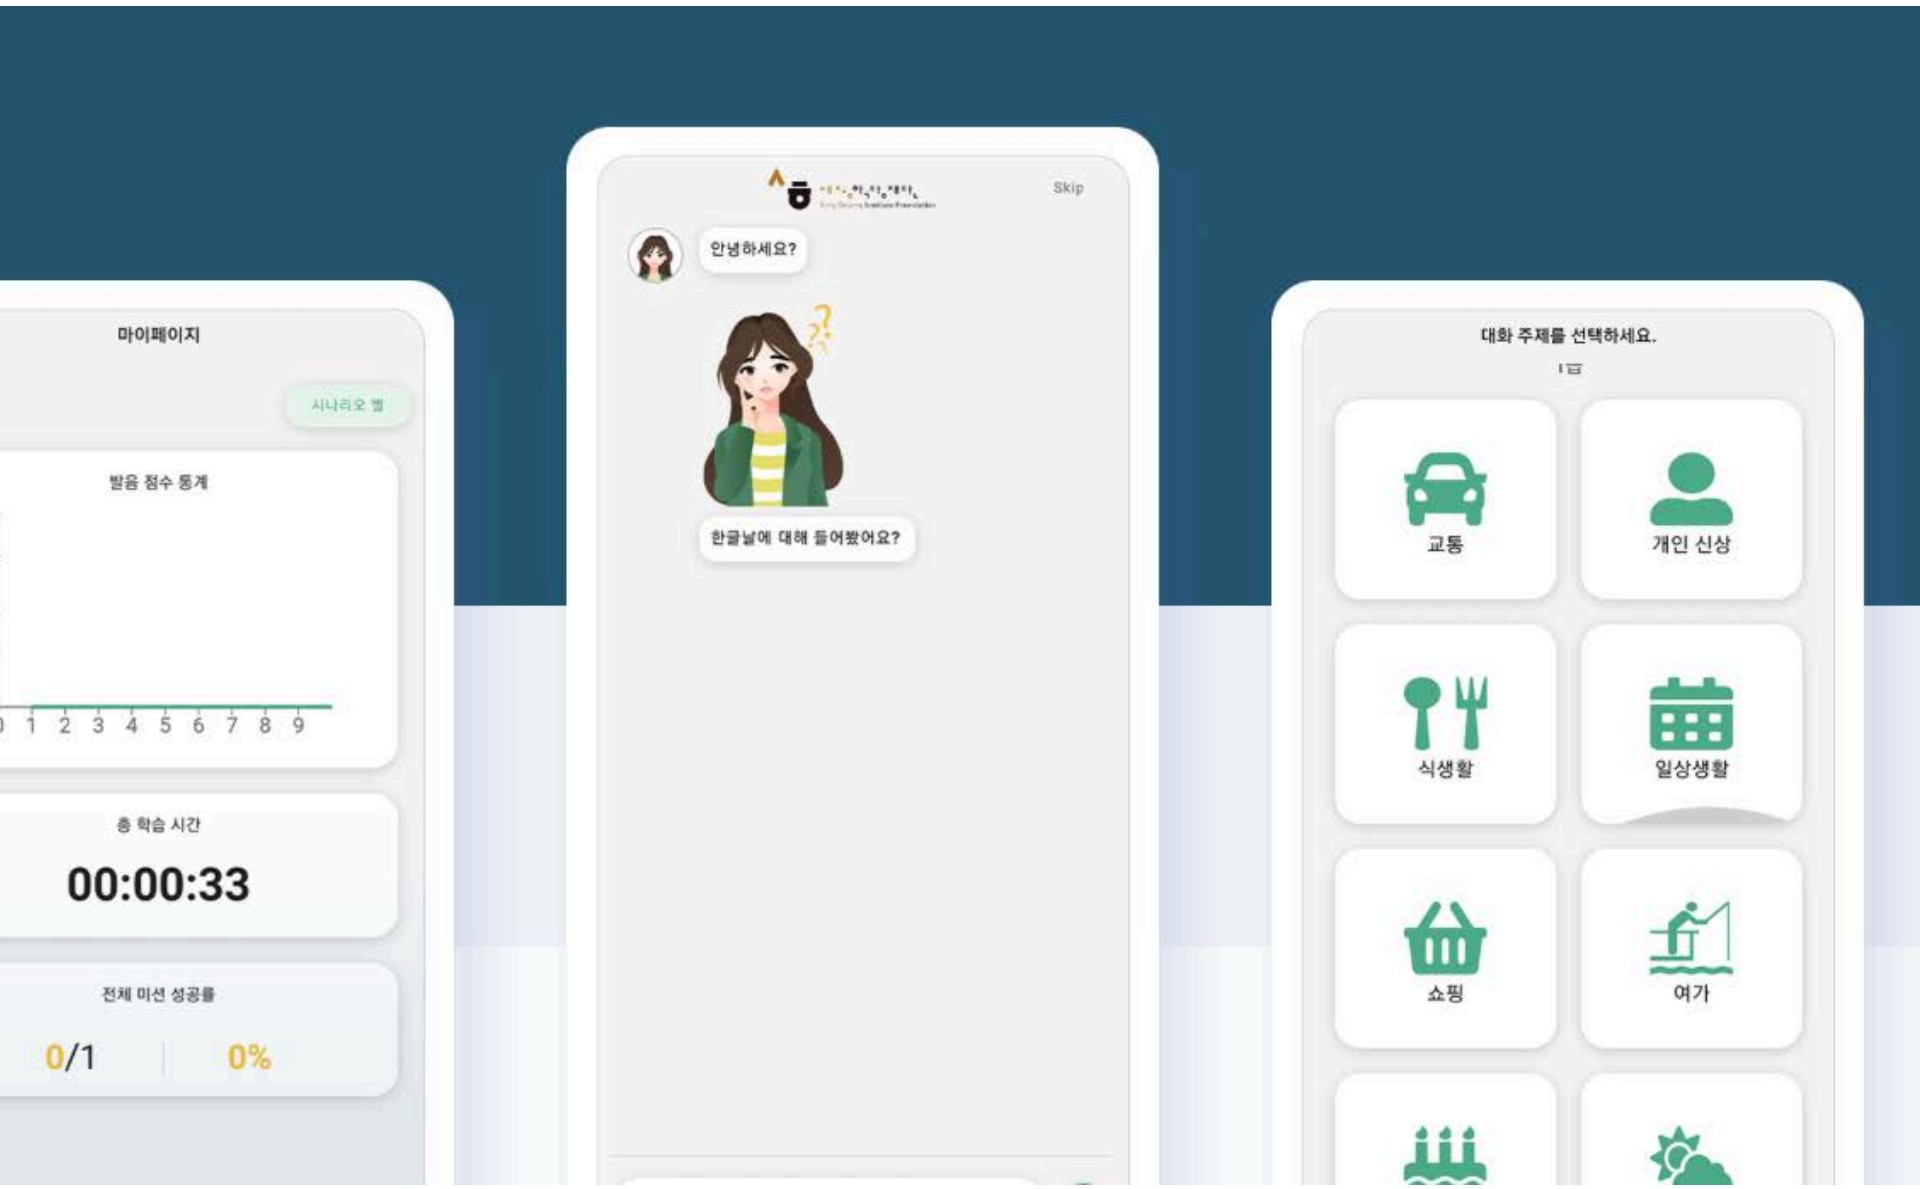 마이페이지
시나리오 별
발음 점수 통계
1 2 3 4 5 6 7 8 9
총 학습 시간
00:00:33
전체 미션 성공률
0/1 0%
Skip
안녕하세요?
한글날에 대해 들어봤어요?
대화 주제를 선택하세요.
교통
개인 신상
식생활
일상생활
쇼핑
여가